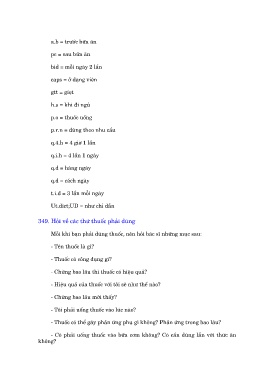 a.b = trước bữa ăn
pc = sau bữa ăn
bid = mỗi ngày 2 lần
caps = ở dạng viên
gtt = giọt
h.s = khi đi ngủ
p.o = thuốc uống
p.r.n = dùng theo nhu cầu
q.4.h = 4 giờ 1 lần
q.i.h = 4 lần 1 ngày
q.d = hàng ngày
q.d = cách ngày
t.i.d = 3 lần mỗi ngày
Ut.dict;UD = như chỉ dẫn
349. Hỏi về các thứ thuốc phải dùng
Mỗi khi bạn phải dùng thuốc, nên hỏi bác sĩ những mục sau:
- Tên thuốc là gì?
- Thuốc có công dụng gì?
- Chừng bao lâu thì thuốc có hiệu quả?
- Hiệu quả của thuốc với tôi sẽ như thế nào?
- Chừng bao lâu mới thấy?
- Tôi phải uống thuốc vào lúc nào?
- Thuốc có thể gây phản ứng phụ gì không? Phản ứng trong bao lâu?
- Có phải uống thuốc vào bữa cơm không? Có cần dùng lẫn với thức ăn
không?